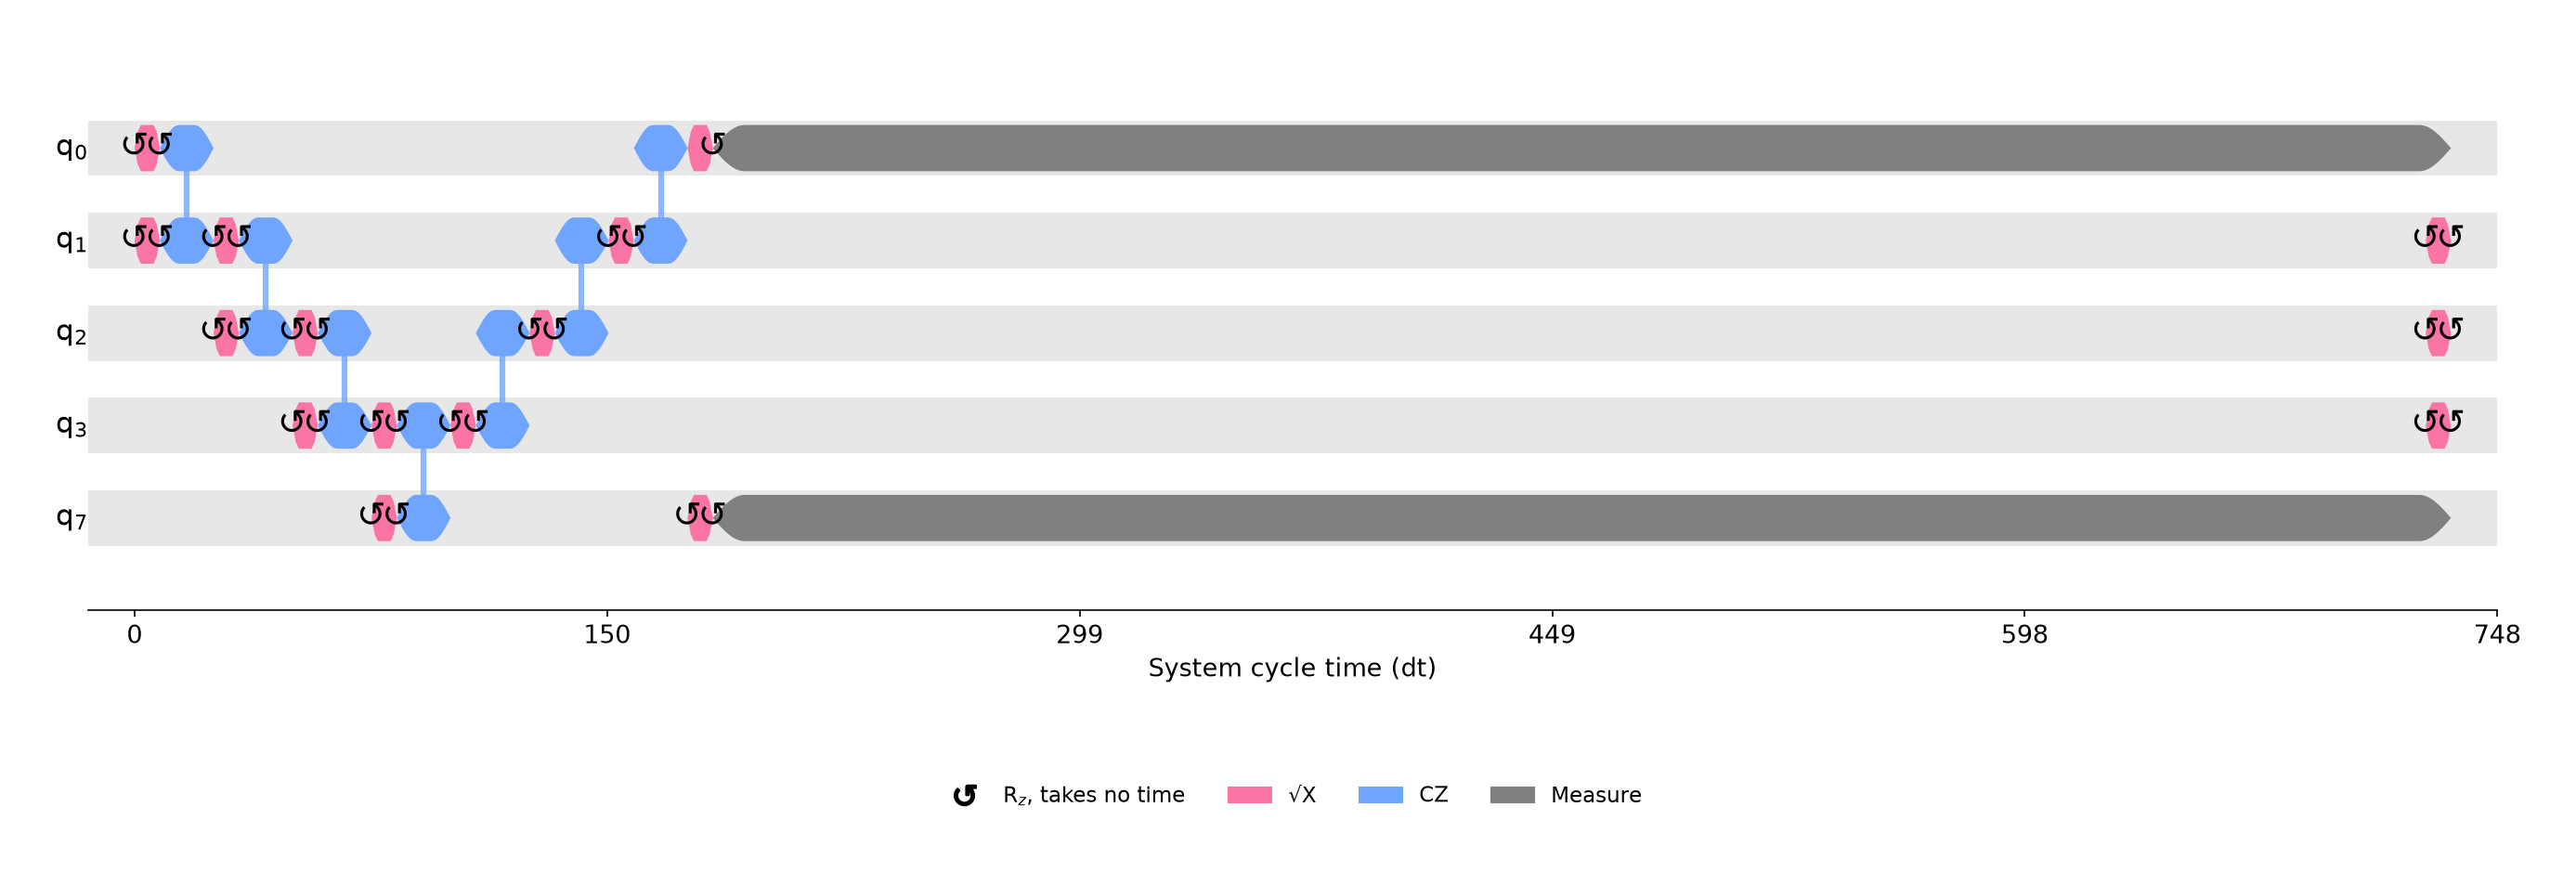 q0
q1
q2
q3
q7
0 150 299 449 598 748
System cycle time (dt)
Rz, takes no time √X CZ Measure